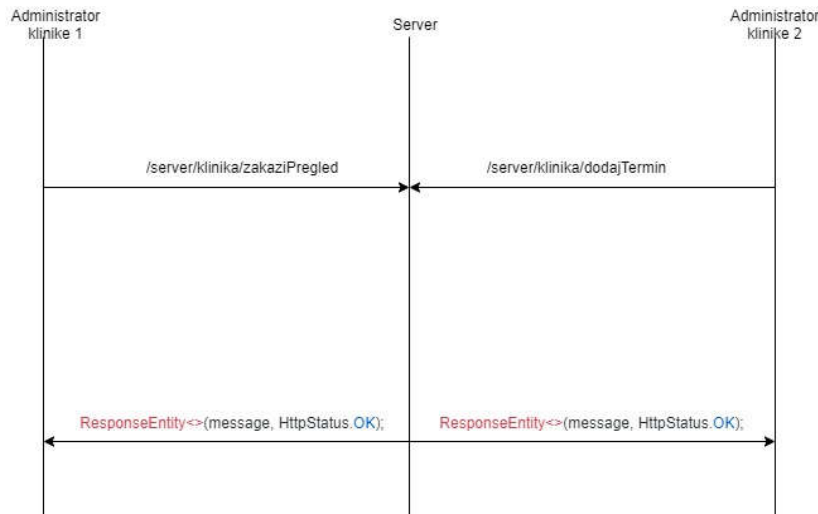 Administrator
klinike 1
Server
Administrator
klinike 2
/server/klinika/zakaziPregled
/server/klinika/dodajTermin
ResponseEntity<>(message, HttpStatus.OK);
ResponseEntity<>(message, HttpStatus.OK);